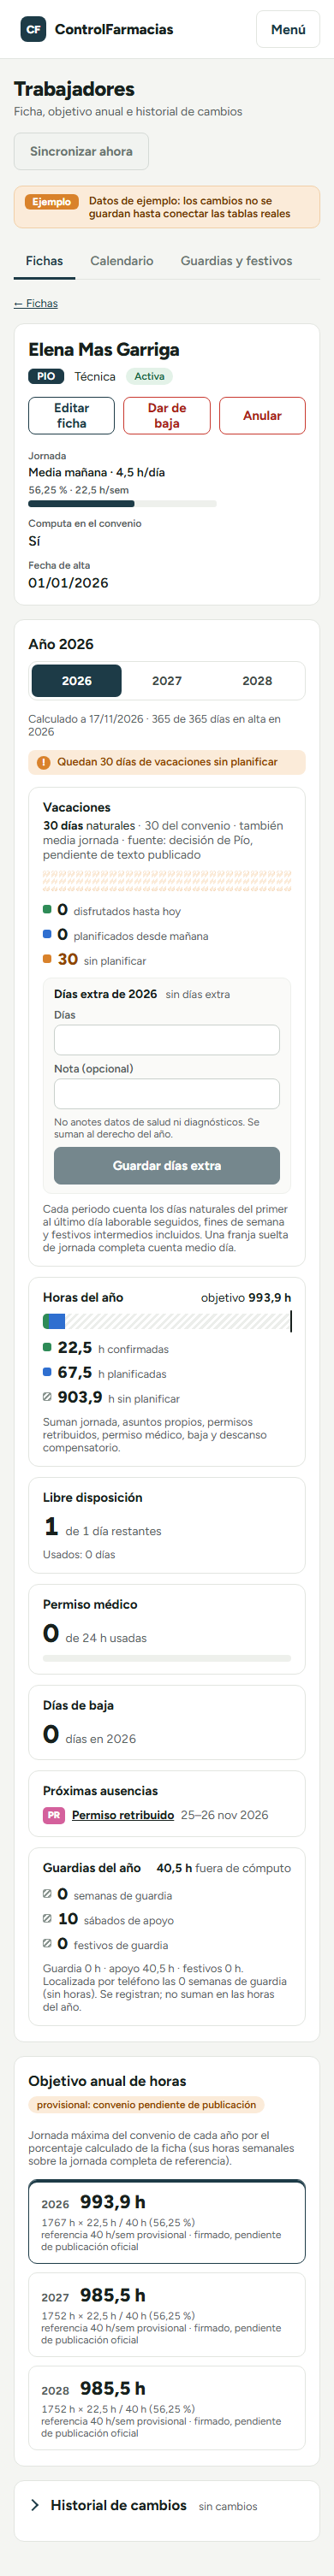 CF ControlFarmacias Menú
Trabajadores
Ficha, objetivo anual e historial de cambios
Sincronizar ahora
Ejemplo Datos de ejemplo: los cambios no se
guardan hasta conectar las tablas reales
Fichas Calendario Guardias y festivos
← Fichas
Elena Mas Garriga
PIO Técnica Activa
Editar
ficha
Dar de
baja
Anular
Jornada
Media mañana · 4,5 h/día
56,25 % · 22,5 h/sem
Computa en el convenio
Sí
Fecha de alta
01/01/2026
Año 2026
2026 2027 2028
Calculado a 17/11/2026 · 365 de 365 días en alta en
2026
! Quedan 30 días de vacaciones sin planificar
Vacaciones
30 días naturales · 30 del convenio · también
media jornada · fuente: decisión de Pío,
pendiente de texto publicado
0 disfrutados hasta hoy
0 planificados desde mañana
30 sin planificar
Días extra de 2026 sin días extra
Días
Nota (opcional)
No anotes datos de salud ni diagnósticos. Se
suman al derecho del año.
Guardar días extra
Cada periodo cuenta los días naturales del primer
al último día laborable seguidos, fines de semana
y festivos intermedios incluidos. Una franja suelta
de jornada completa cuenta medio día.
Horas del año objetivo 993,9 h
22,5 h confirmadas
67,5 h planificadas
903,9 h sin planificar
Suman jornada, asuntos propios, permisos
retribuidos, permiso médico, baja y descanso
compensatorio.
Libre disposición
1 de 1 día restantes
Usados: 0 días
Permiso médico
0 de 24 h usadas
Días de baja
0 días en 2026
Próximas ausencias
PR Permiso retribuido 25–26 nov 2026
Guardias del año 40,5 h fuera de cómputo
0 semanas de guardia
10 sábados de apoyo
0 festivos de guardia
Guardia 0 h · apoyo 40,5 h · festivos 0 h.
Localizada por teléfono las 0 semanas de guardia
(sin horas). Se registran; no suman en las horas
del año.
Objetivo anual de horas
provisional: convenio pendiente de publicación
Jornada máxima del convenio de cada año por el
porcentaje calculado de la ficha (sus horas semanales
sobre la jornada completa de referencia).
2026 993,9 h
1767 h × 22,5 h / 40 h (56,25 %)
referencia 40 h/sem provisional · firmado, pendiente
de publicación oficial
2027 985,5 h
1752 h × 22,5 h / 40 h (56,25 %)
referencia 40 h/sem provisional · firmado, pendiente
de publicación oficial
2028 985,5 h
1752 h × 22,5 h / 40 h (56,25 %)
referencia 40 h/sem provisional · firmado, pendiente
de publicación oficial
Historial de cambios sin cambios